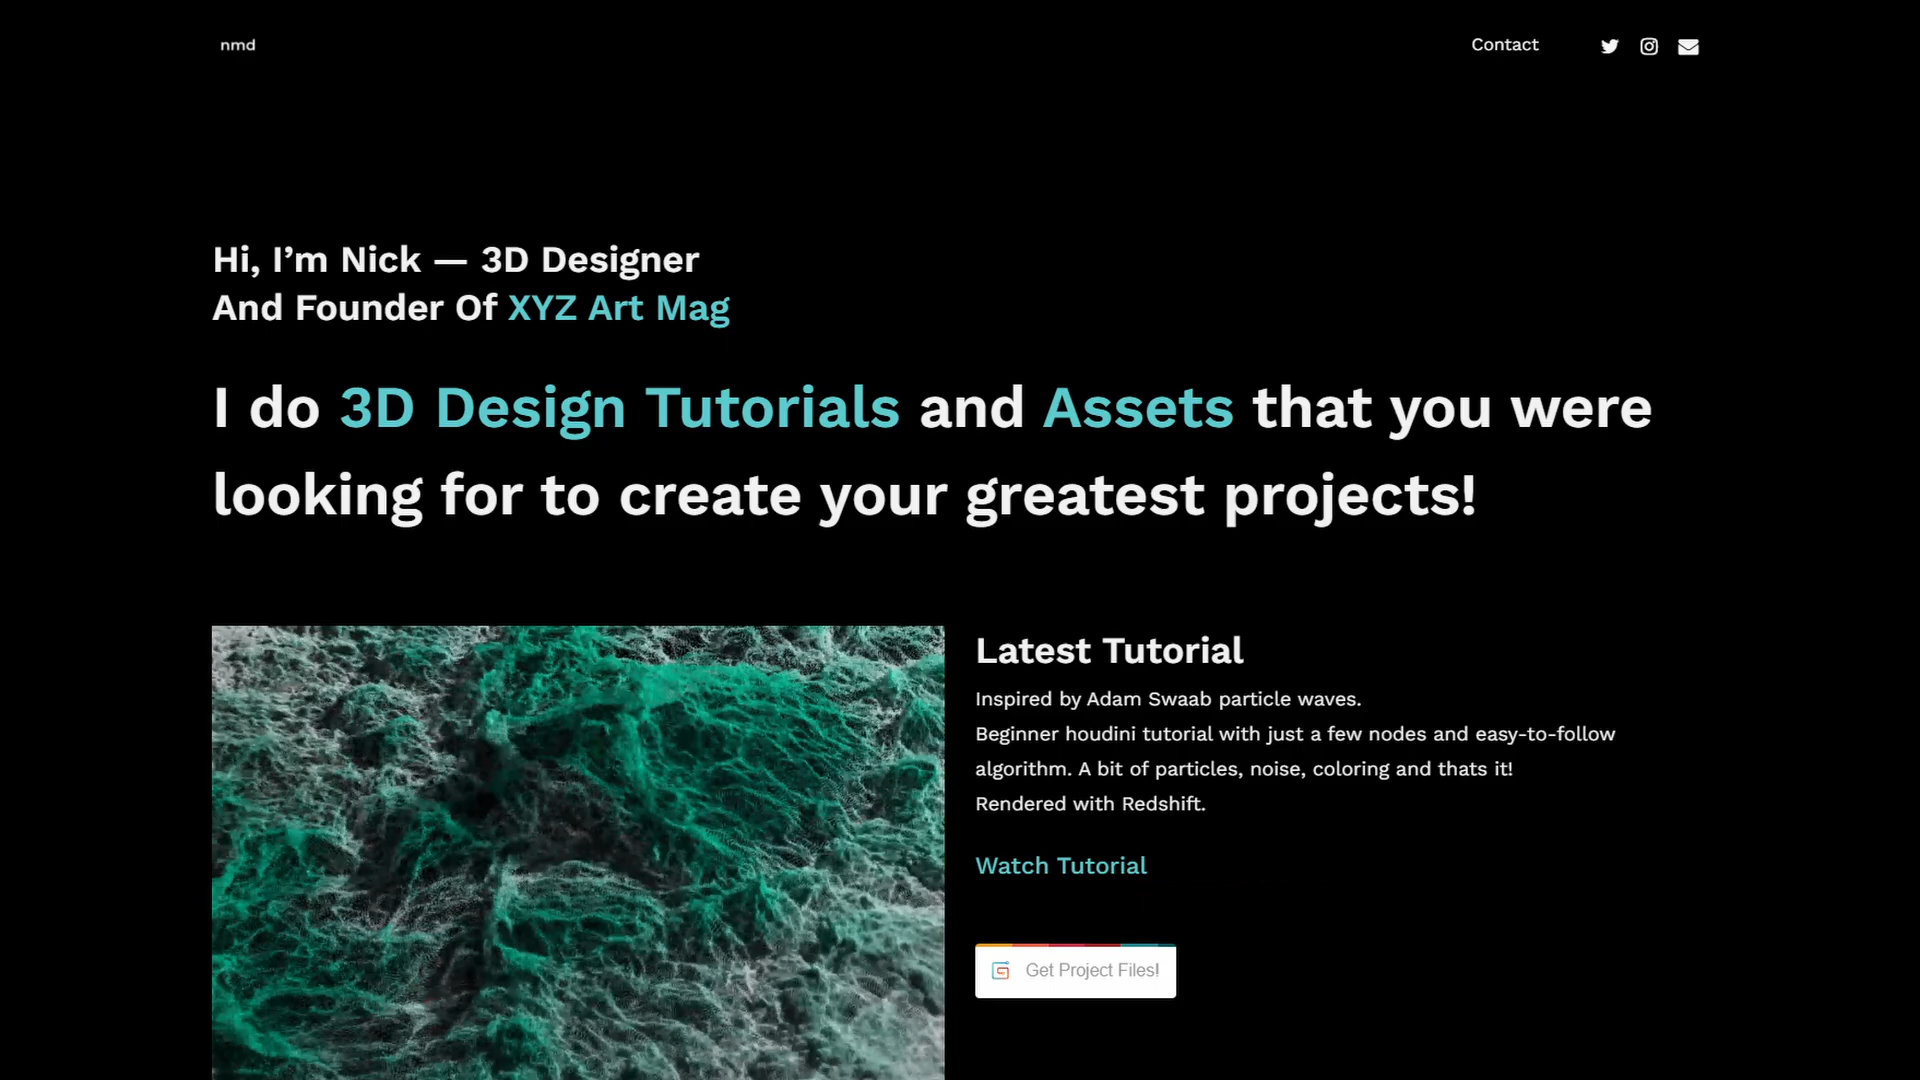 nmd
Contact
Hi, I’m Nick — 3D Designer
And Founder Of XYZ Art Mag
I do 3D Design Tutorials and Assets that you were
looking for to create your greatest projects!
Latest Tutorial
Inspired by Adam Swaab particle waves.
Beginner houdini tutorial with just a few nodes and easy-to-follow
algorithm. A bit of particles, noise, coloring and thats it!
Rendered with Redshift.
Watch Tutorial
Get Project Files!